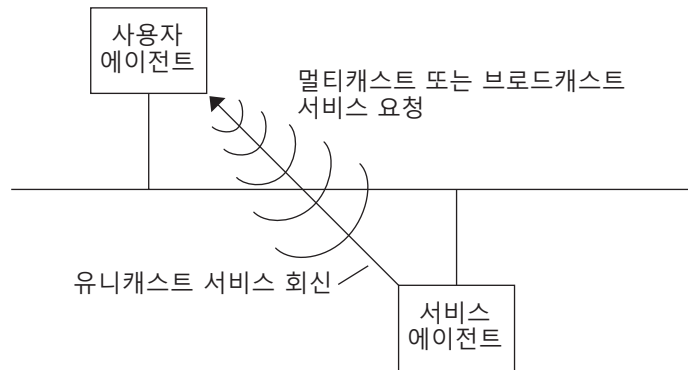 사용자
에이전트
멀티캐스트 또는 브로드캐스트
서비스 요청
유니캐스트 서비스 회신
서비스
에이전트